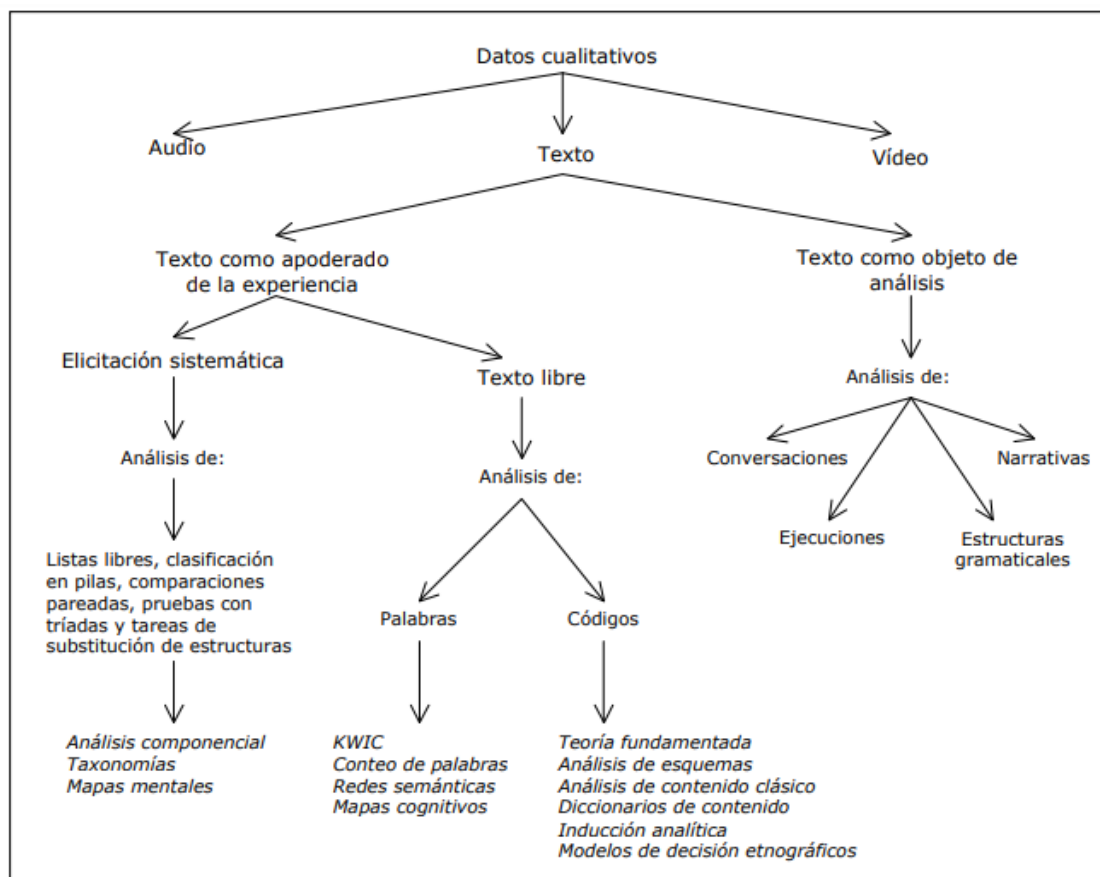 Datos cualitativos
Audio
Texto
Vídeo
Texto como apoderado
de la experiencia
Texto como objeto de
análisis
Elicitación sistemática
Texto libre
Análisis de:
Análisis de:
Análisis de:
Conversaciones
Narrativas
Ejecuciones
Estructuras
gramaticales
Listas libres, clasificación
en pilas, comparaciones
pareadas, pruebas con
tríadas y tareas de
substitución de estructuras
Palabras
Códigos
Análisis componencial
Taxonomías
Mapas mentales
KWIC
Conteo de palabras
Redes semánticas
Mapas cognitivos
Teoría fundamentada
Análisis de esquemas
Análisis de contenido clásico
Diccionarios de contenido
Inducción analítica
Modelos de decisión etnográficos